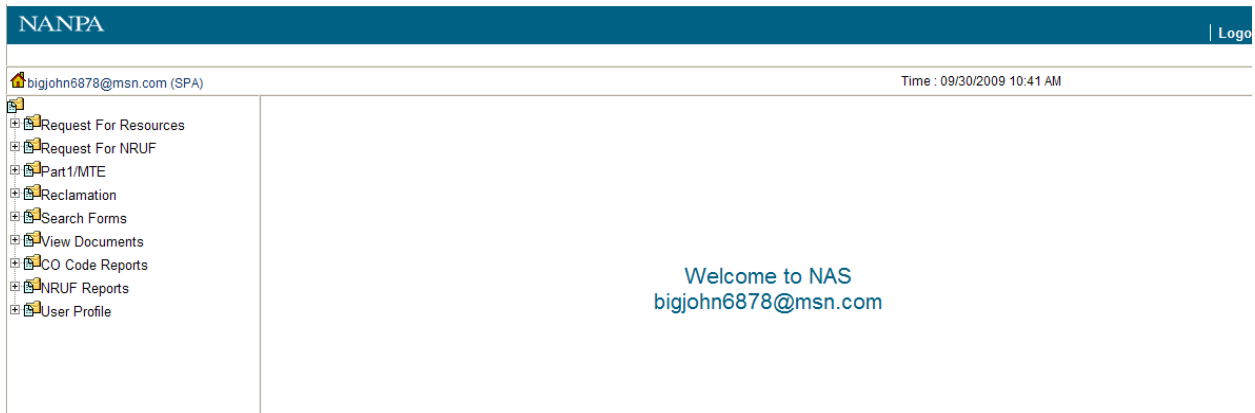 NANPA
| Logo
bigjohn6878@msn.com (SPA)
Time : 09/30/2009 10:41 AM
Request For Resources
Request For NRUF
Part1/MTE
Reclamation
Search Forms
View Documents
CO Code Reports
NRUF Reports
User Profile
Welcome to NAS
bigjohn6878@msn.com